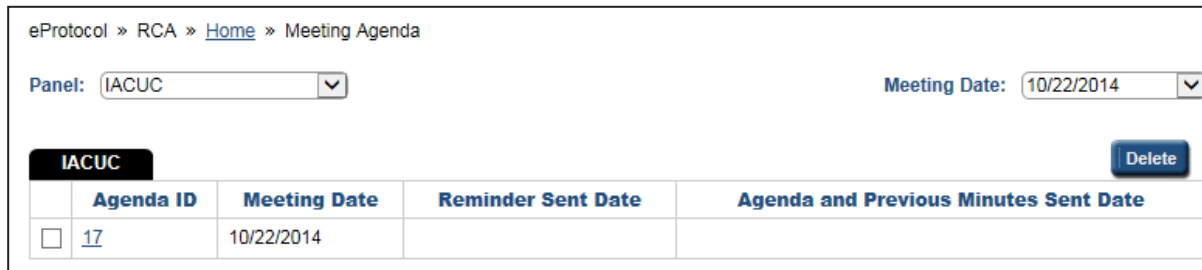 eProtocol » RCA » Home » Meeting Agenda
Panel: IACUC Meeting Date: 10/22/2014
IACUC Delete
Agenda ID Meeting Date Reminder Sent Date Agenda and Previous Minutes Sent Date
17 10/22/2014